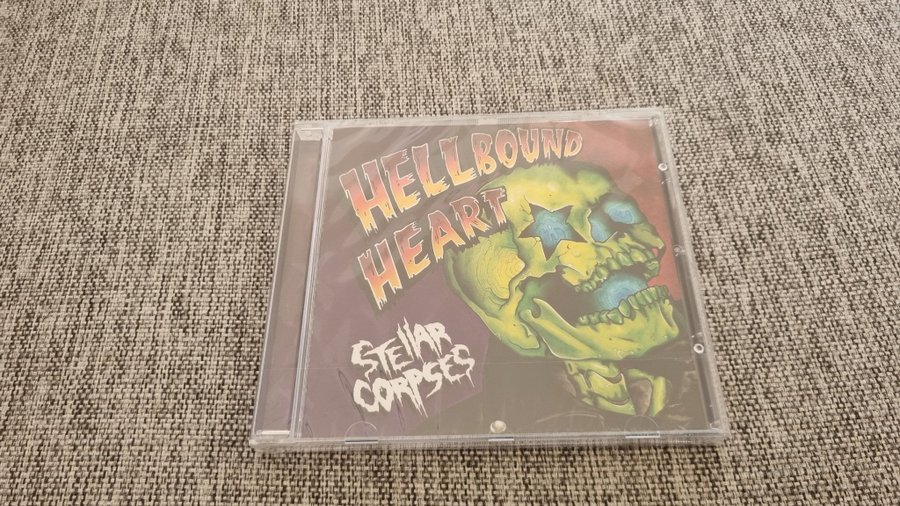 HELLBOUND
HEART
STELLAR
CORPSES